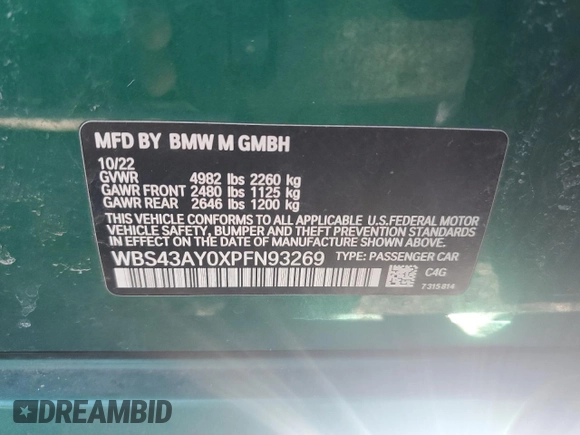 MFD BY BMW M GMBH
10/22
GVWR 4982 lbs 2260 kg
GAWR FRONT 2480 lbs 1125 kg
GAWR REAR 2646 lbs 1200 kg
THIS VEHICLE CONFORMS TO ALL APPLICABLE U.S.FEDERAL MOTOR
VEHICLE SAFETY, BUMPER, AND THEFT PREVENTION STANDARDS
IN EFFECT ON THE DATE OF MANUFACTURE SHOWN ABOVE.
WBS43AY0XPFN93269 TYPE: PASSENGER CAR
C4G
7315814
DREAMBID